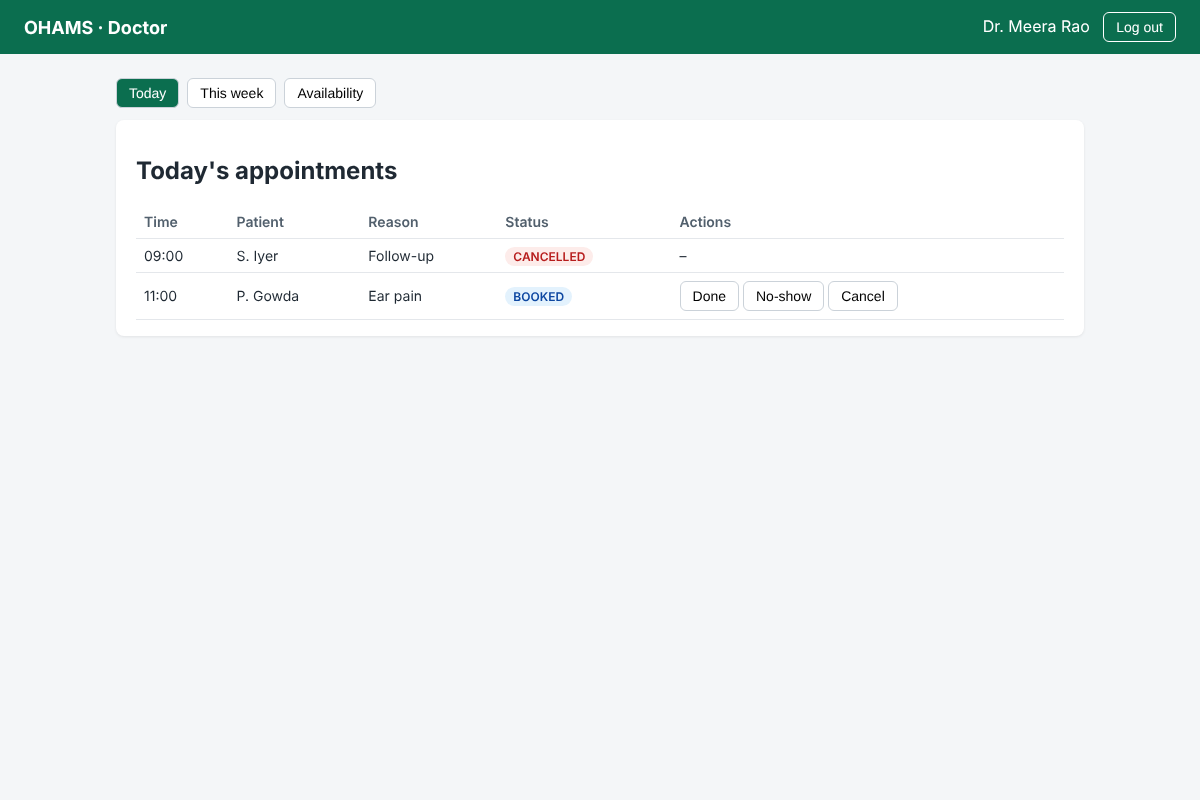 OHAMS · Doctor
Dr. Meera Rao Log out
Today This week Availability
Today's appointments
Time Patient Reason Status Actions
09:00 S. Iyer Follow-up CANCELLED –
11:00 P. Gowda Ear pain BOOKED Done No-show Cancel